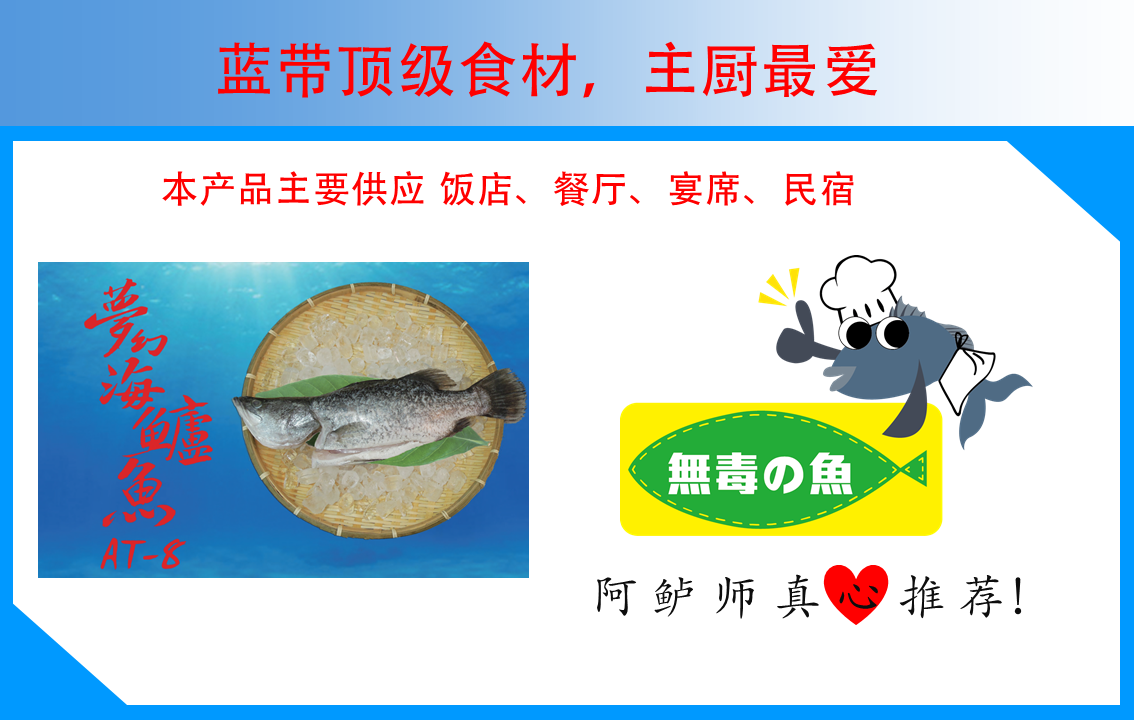 蓝带顶级食材，主厨最爱
本产品主要供应 饭店、餐厅、宴席、民宿
夢幻海鱸魚
AT-8
無毒の魚
阿鲈师真心推荐!